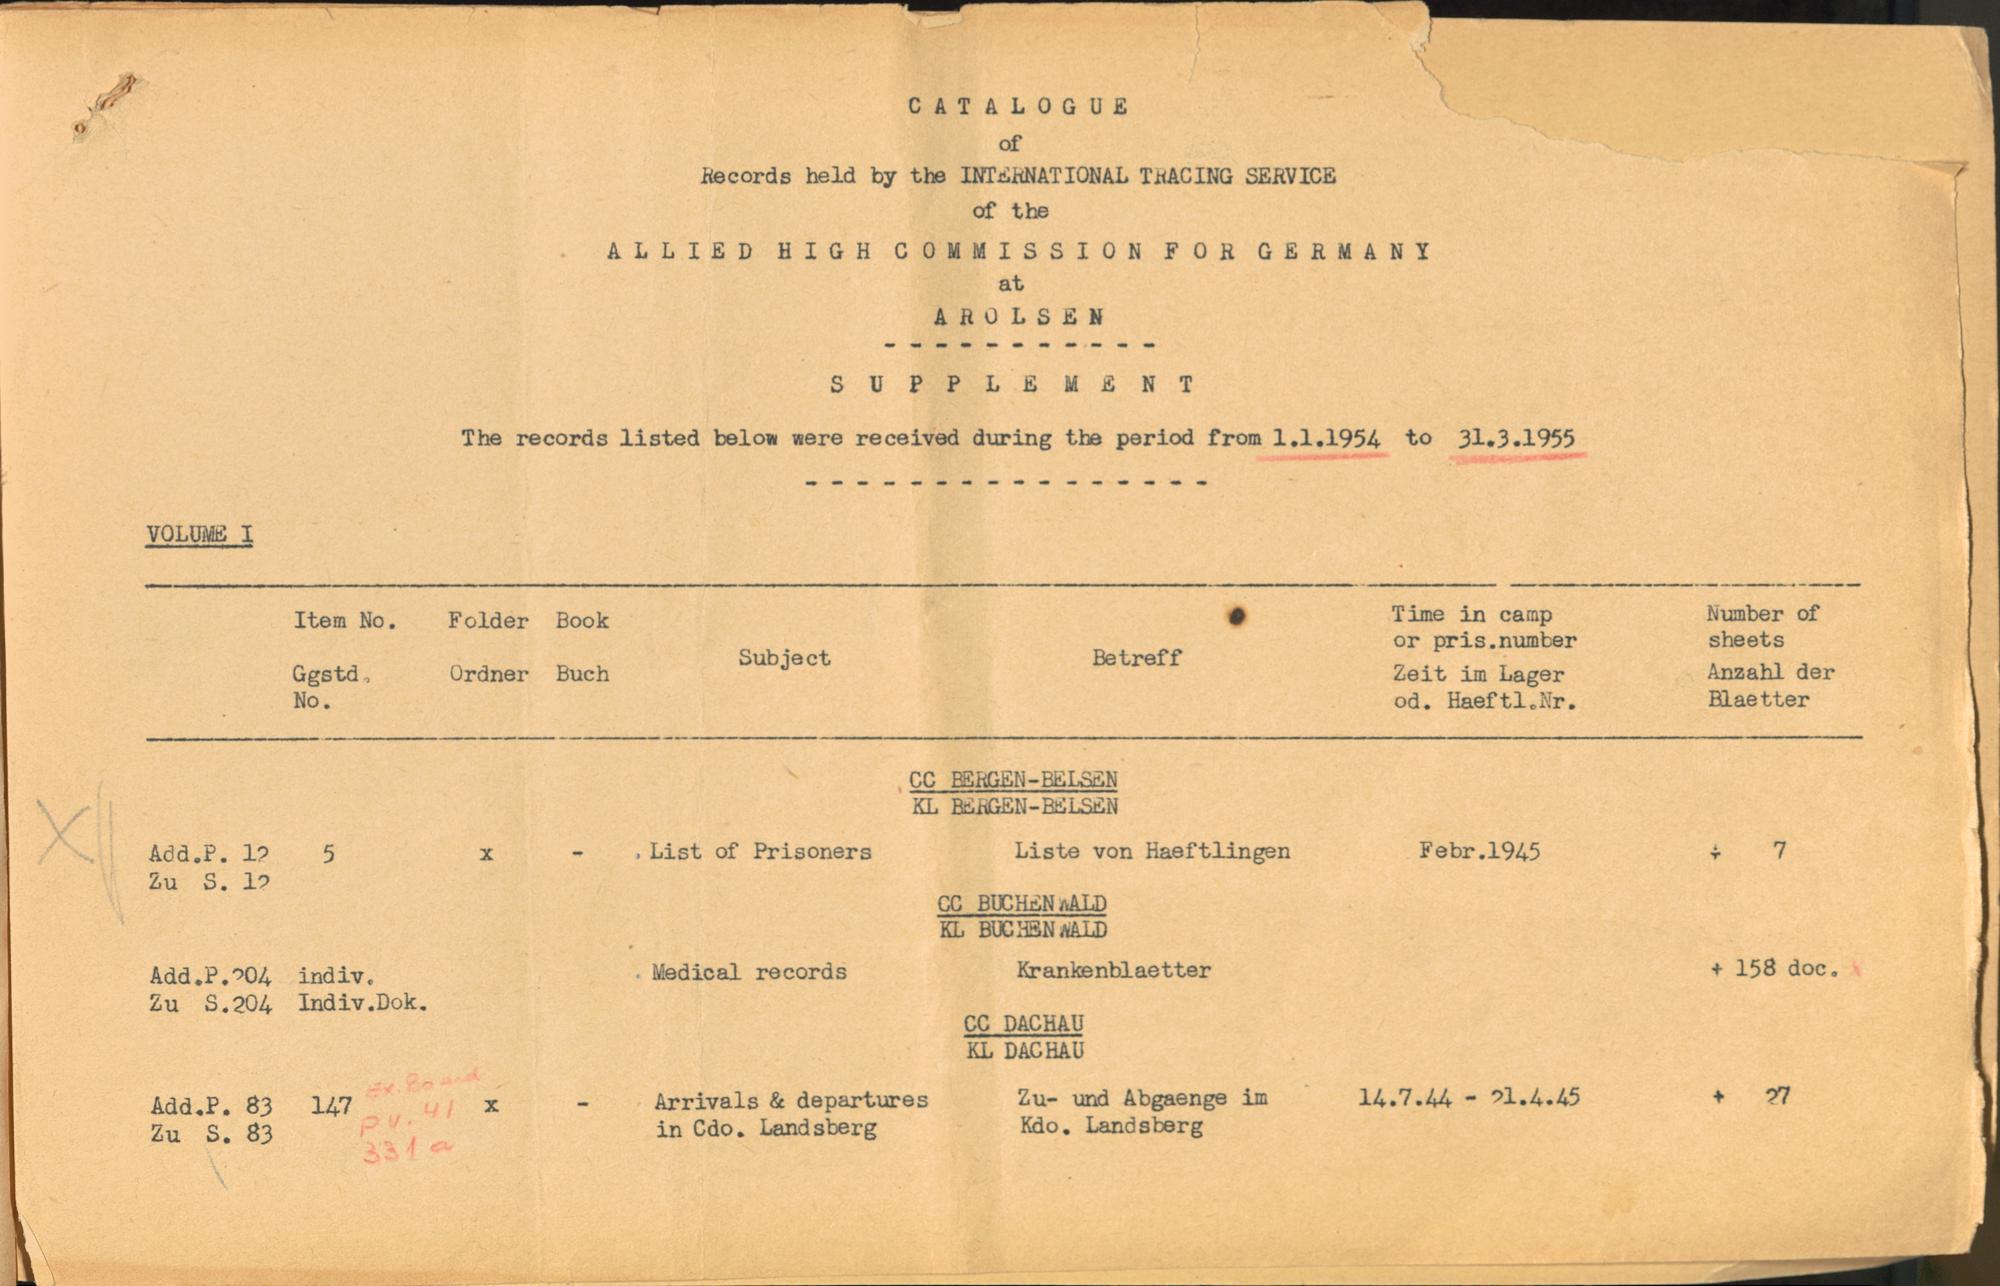 C A T A L O G U E
of
Records held by the INTERNATIONAL TRACING SERVICE
of the
A L L I E D  H I G H  C O M M I S S I O N  F O R  G E R M A N Y
at
A R O L S E N
- - - - - - - - - - -
S U P P L E M E N T
The records listed below were received during the period from 1.1.1954 to 31.3.1955
- - - - - - - - - - - - - - - -
VOLUME I
Item No. Folder Book Subject Betreff Time in camp or pris.number Number of sheets
Ggstd. No. Ordner Buch Zeit im Lager od. Haeftl.Nr. Anzahl der Blaetter
CC BERGEN-BELSEN
KL BERGEN-BELSEN
X
Add.P. 12 5 x - List of Prisoners Liste von Haeftlingen Febr.1945 + 7
Zu S. 12
CC BUCHENWALD
KL BUCHENWALD
Add.P.204 indiv. Medical records Krankenblaetter + 158 doc. x
Zu S.204 Indiv.Dok.
CC DACHAU
KL DACHAU
Add.P. 83 147 x - Arrivals & departures Zu- und Abgaenge im 14.7.44 - 21.4.45 + 27
Zu S. 83 in Cdo. Landsberg Kdo. Landsberg
Ex. Board
P v. 41
331 a